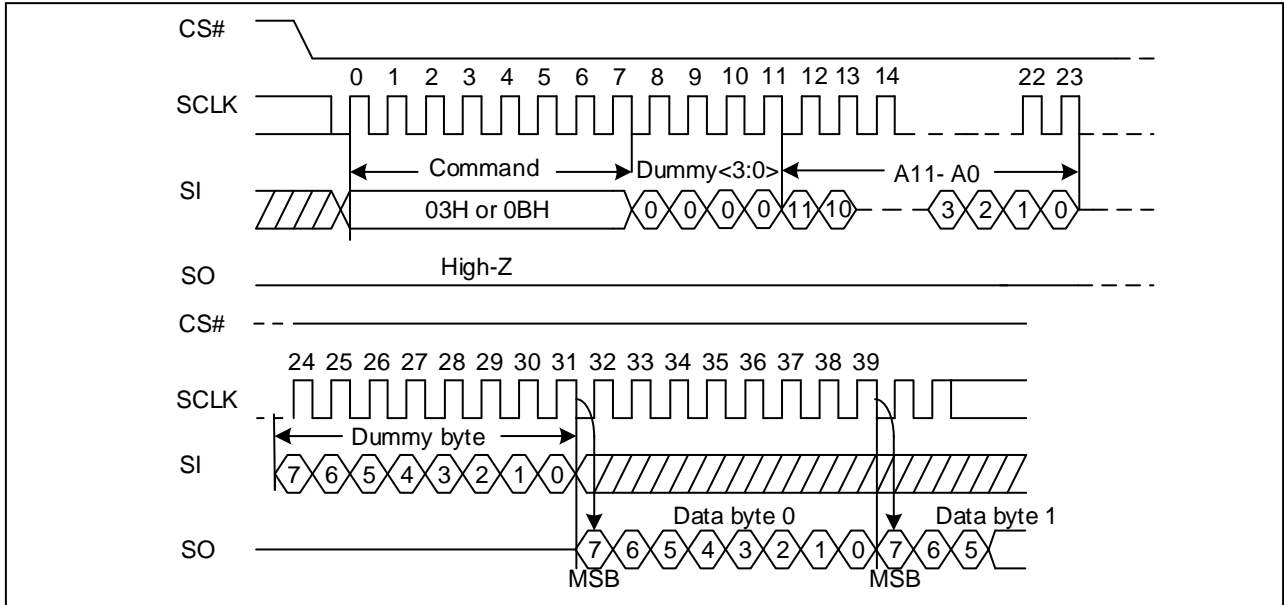 CS#
0 1 2 3 4 5 6 7 8 9 10 11 12 13 14 22 23
SCLK
Command Dummy<3:0> A11- A0
SI 03H or 0BH 0 0 0 0 11 10 3 2 1 0
High-Z
SO
CS#
24 25 26 27 28 29 30 31 32 33 34 35 36 37 38 39
SCLK
Dummy byte
SI 7 6 5 4 3 2 1 0
Data byte 0 Data byte 1
SO 7 6 5 4 3 2 1 0 7 6 5
MSB MSB